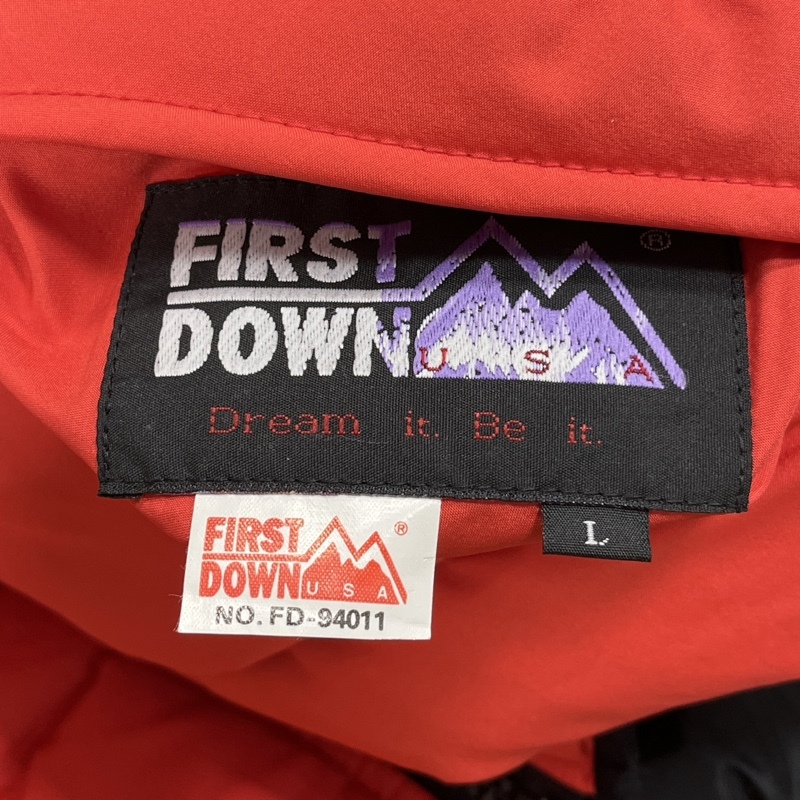 FIRST ®
DOWN U S A
Dream it. Be it.
L
FIRST ®
DOWN USA
NO. FD-94011